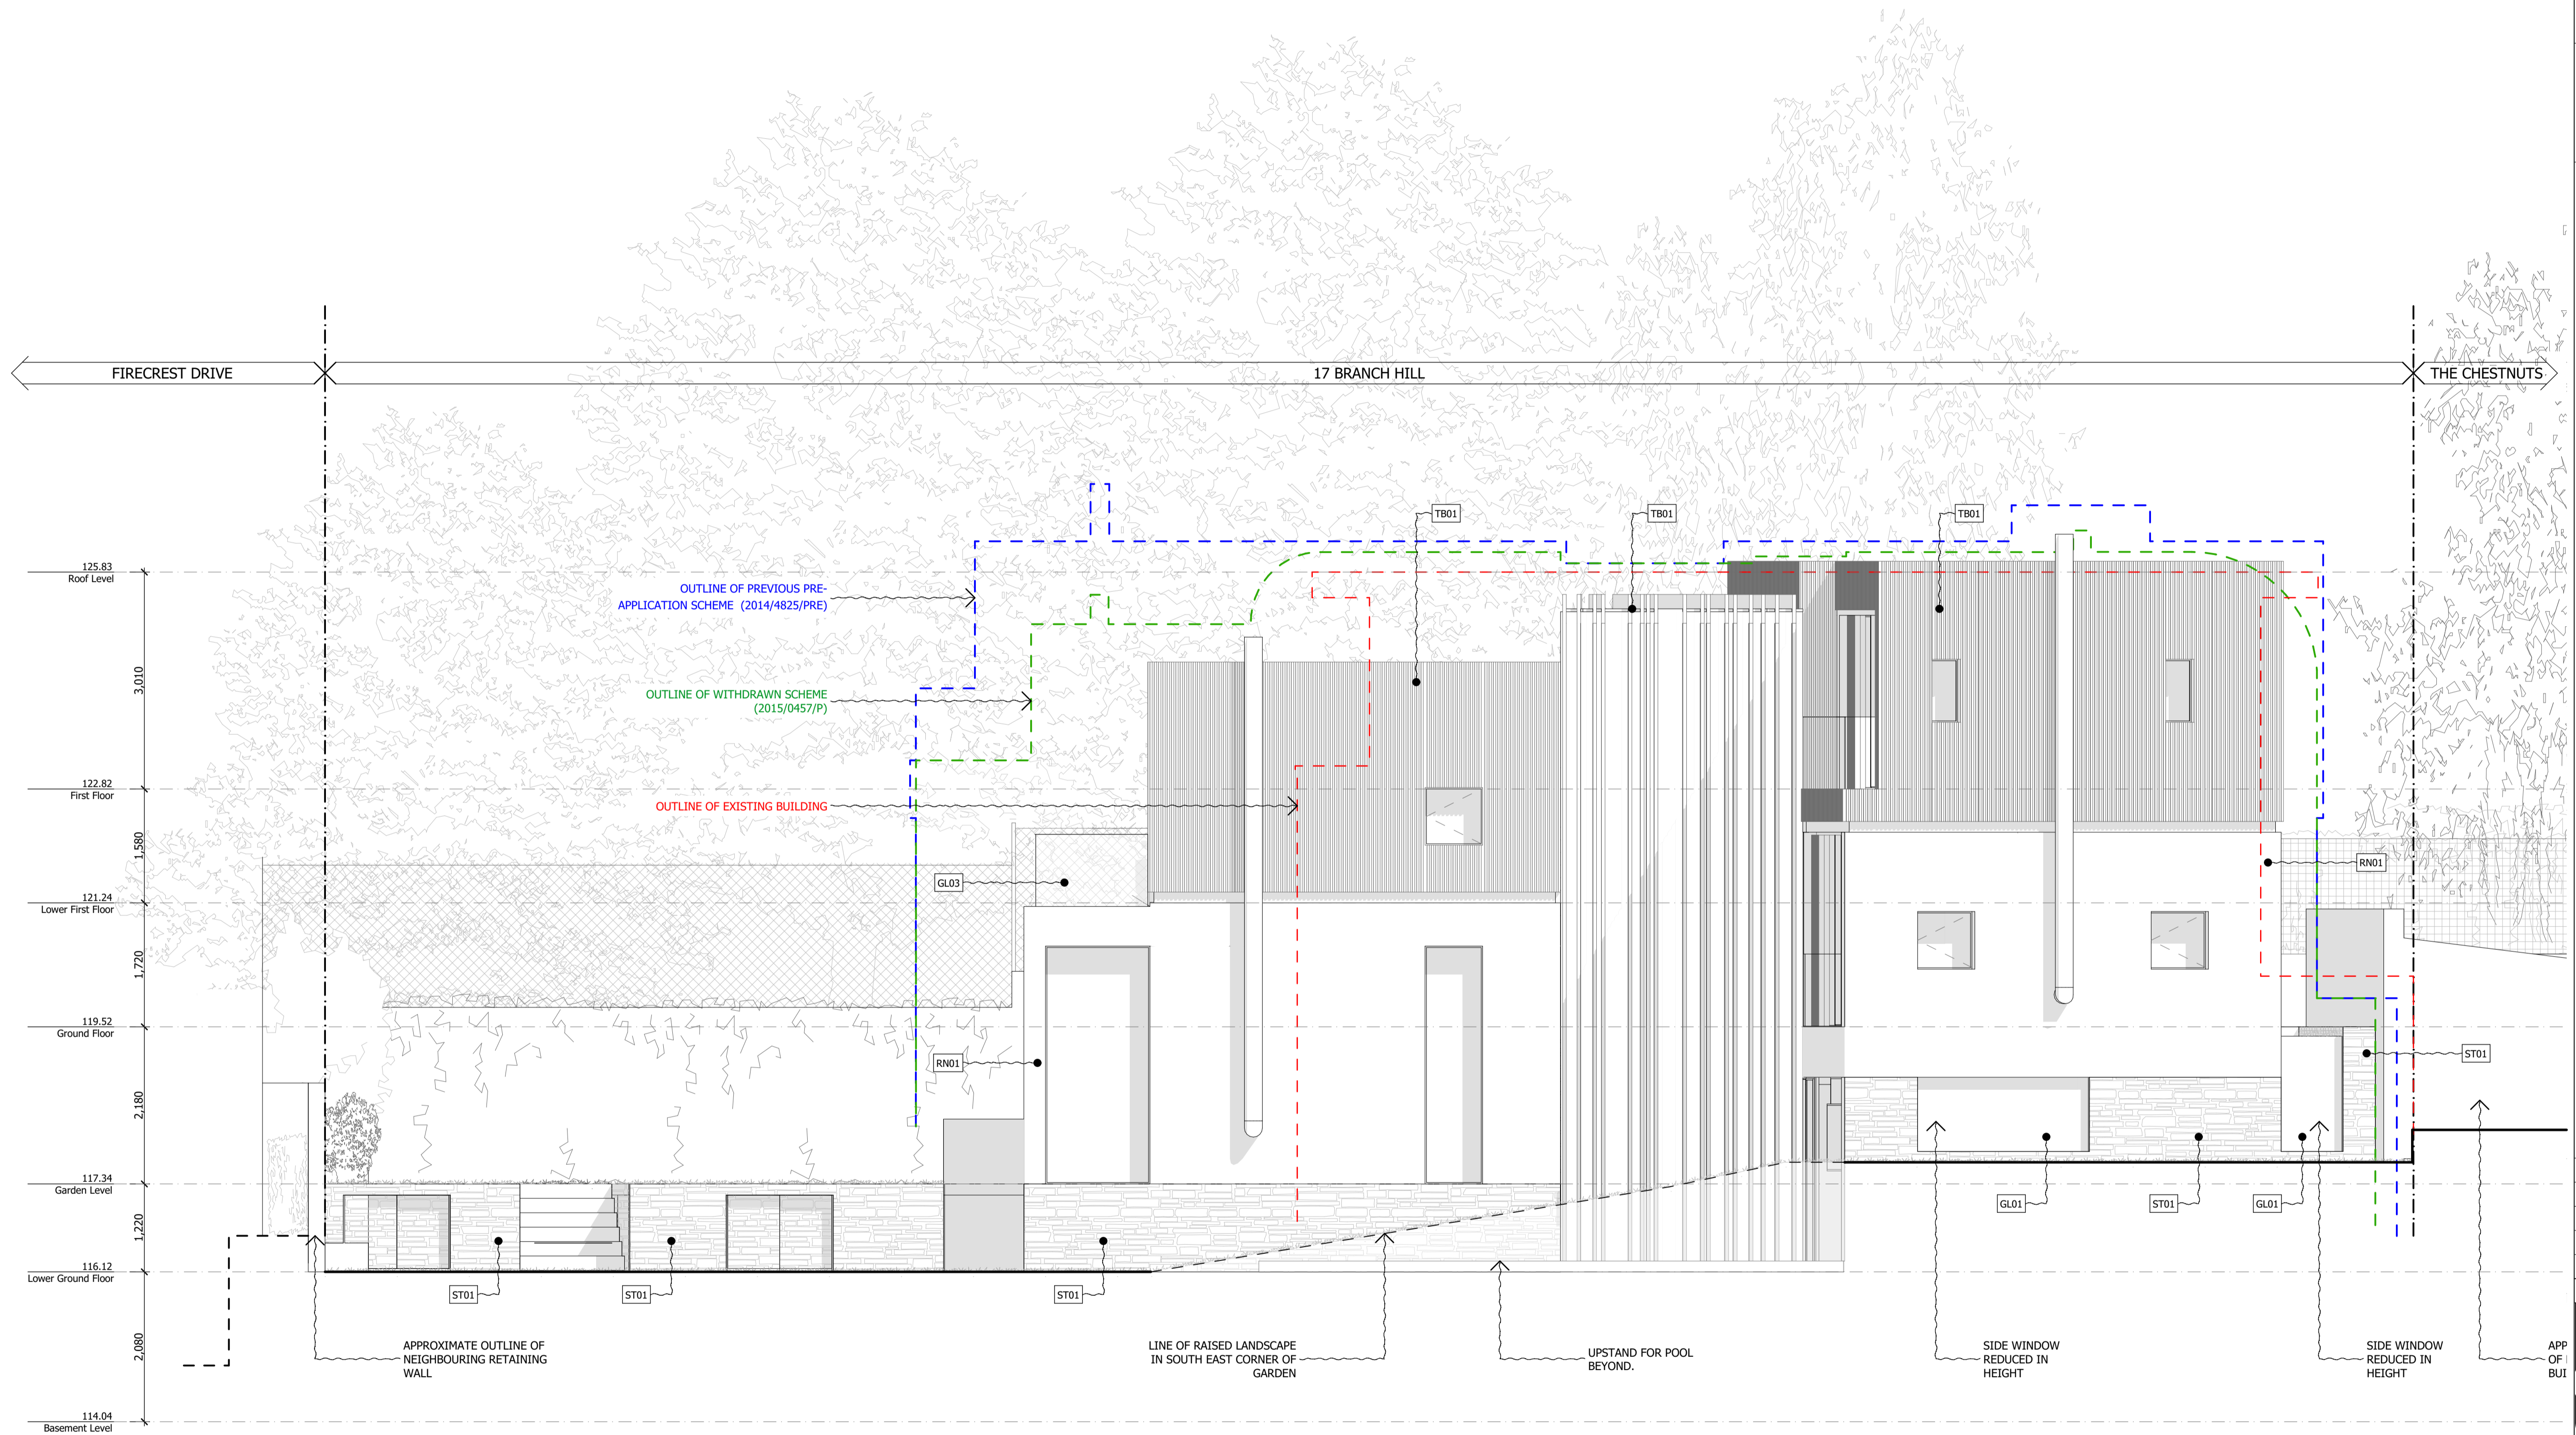 FIRECREST DRIVE
17 BRANCH HILL
THE CHESTNUTS
TB01
TB01
TB01
125.83
Roof Level
OUTLINE OF PREVIOUS PRE-
APPLICATION SCHEME (2014/4825/PRE)
3,010
OUTLINE OF WITHDRAWN SCHEME
(2015/0457/P)
122.82
First Floor
OUTLINE OF EXISTING BUILDING
1,580
RN01
GL03
121.24
Lower First Floor
1,720
119.52
Ground Floor
RN01
ST01
2,180
117.34
Garden Level
GL01
ST01
GL01
1,220
116.12
Lower Ground Floor
ST01
ST01
ST01
2,080
APPROXIMATE OUTLINE OF
NEIGHBOURING RETAINING
WALL
LINE OF RAISED LANDSCAPE
IN SOUTH EAST CORNER OF
GARDEN
UPSTAND FOR POOL
BEYOND.
SIDE WINDOW
REDUCED IN
HEIGHT
SIDE WINDOW
REDUCED IN
HEIGHT
APP
OF
BUI
114.04
Basement Level